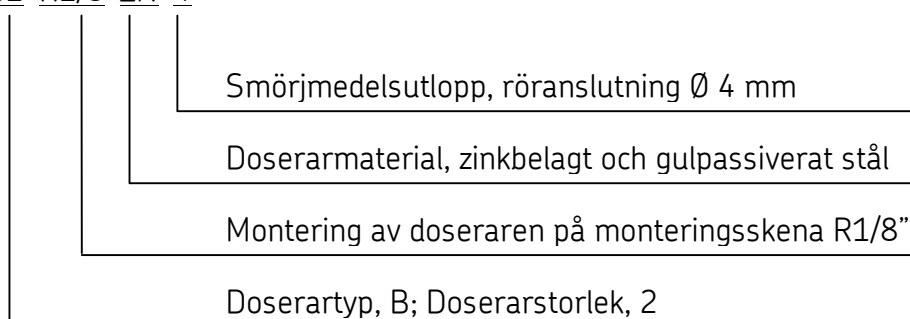 Smörjmedelsutlopp, röranslutning Ø 4 mm
Doserarmaterial, zinkbelagt och gulpassiverat stål
Montering av doseraren på monteringsskena R1/8”
Doserartyp, B; Doserarstorlek, 2